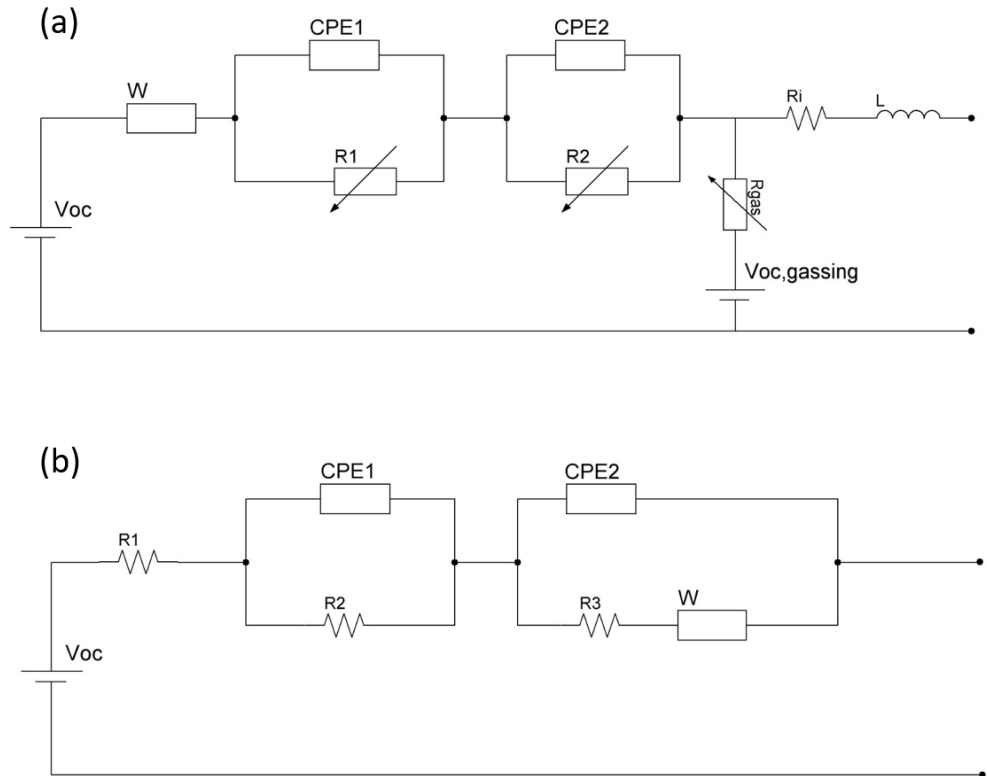 (a)
CPE1
CPE2
W
Ri
L
R1
R2
Rgas
Voc
Voc,gassing
(b)
CPE1
CPE2
R1
R2
R3
W
Voc